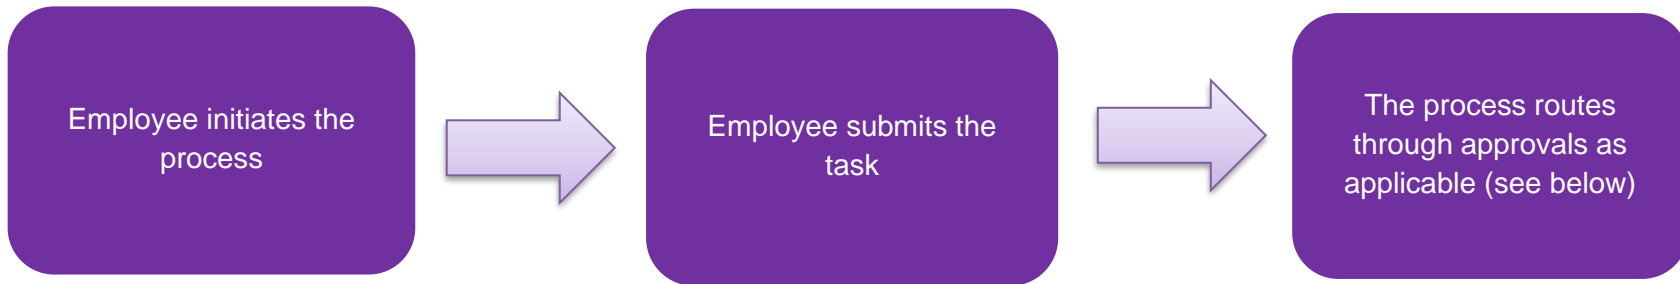 Employee initiates the
process
Employee submits the
task
The process routes
through approvals as
applicable (see below)